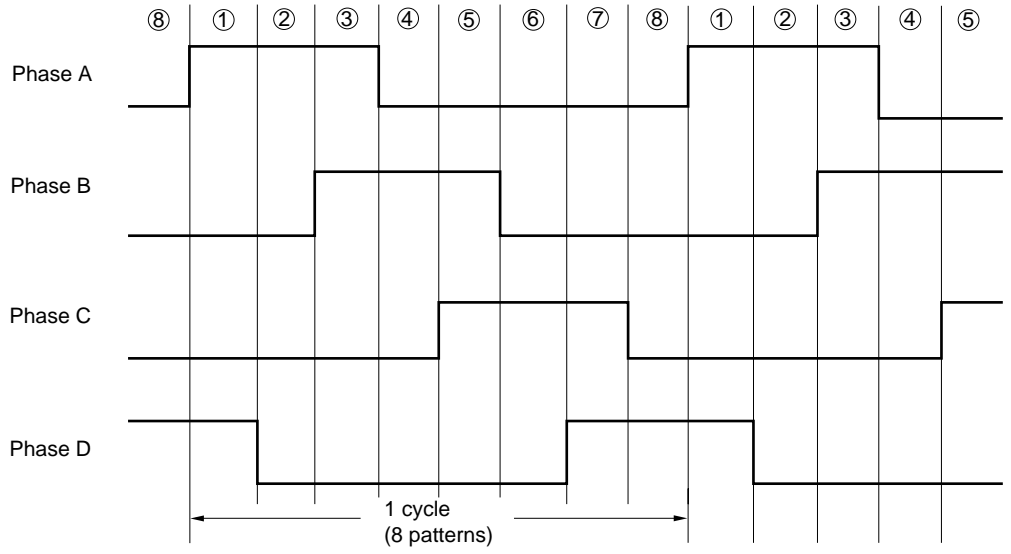 ⑧ ① ② ③ ④ ⑤ ⑥ ⑦ ⑧ ① ② ③ ④ ⑤
Phase A
Phase B
Phase C
Phase D
1 cycle
(8 patterns)